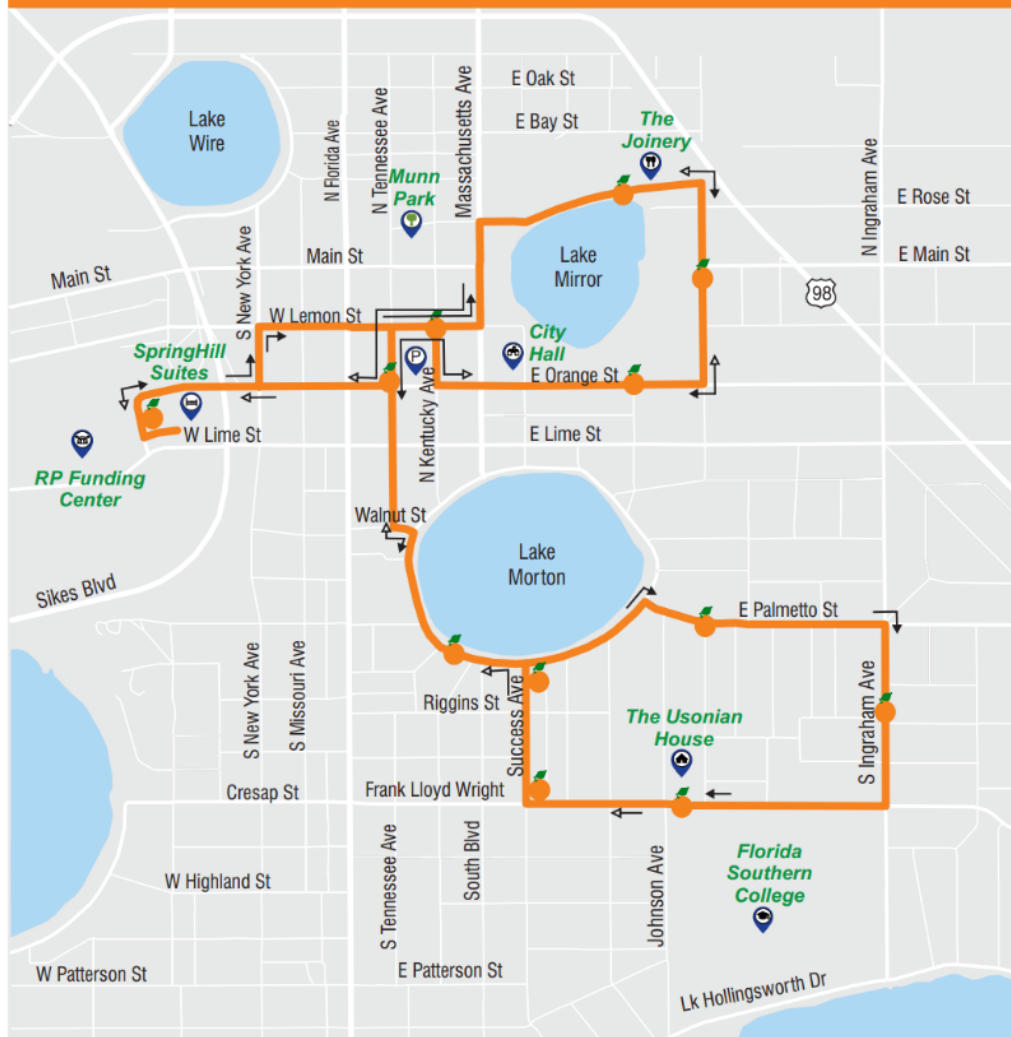 E Oak St
Lake
Wire
E Bay St
The
Joinery
N Florida Ave
N Tennessee Ave
Massachusetts Ave
Munn
Park
N Ingraham Ave
E Rose St
Main St
Lake
Mirror
E Main St
Main St
S New York Ave
98
W Lemon St
SpringHill
Suites
P
City
Hall
E Orange St
W Lime St
N Kentucky Ave
E Lime St
RP Funding
Center
Walnut St
Lake
Morton
Sikes Blvd
E Palmetto St
S New York Ave
S Missouri Ave
Riggins St
Success Ave
The Usonian
House
S Ingraham Ave
Cresap St
Frank Lloyd Wright
S Tennessee Ave
South Blvd
Johnson Ave
Florida
Southern
College
W Highland St
W Patterson St
E Patterson St
Lk Hollingsworth Dr